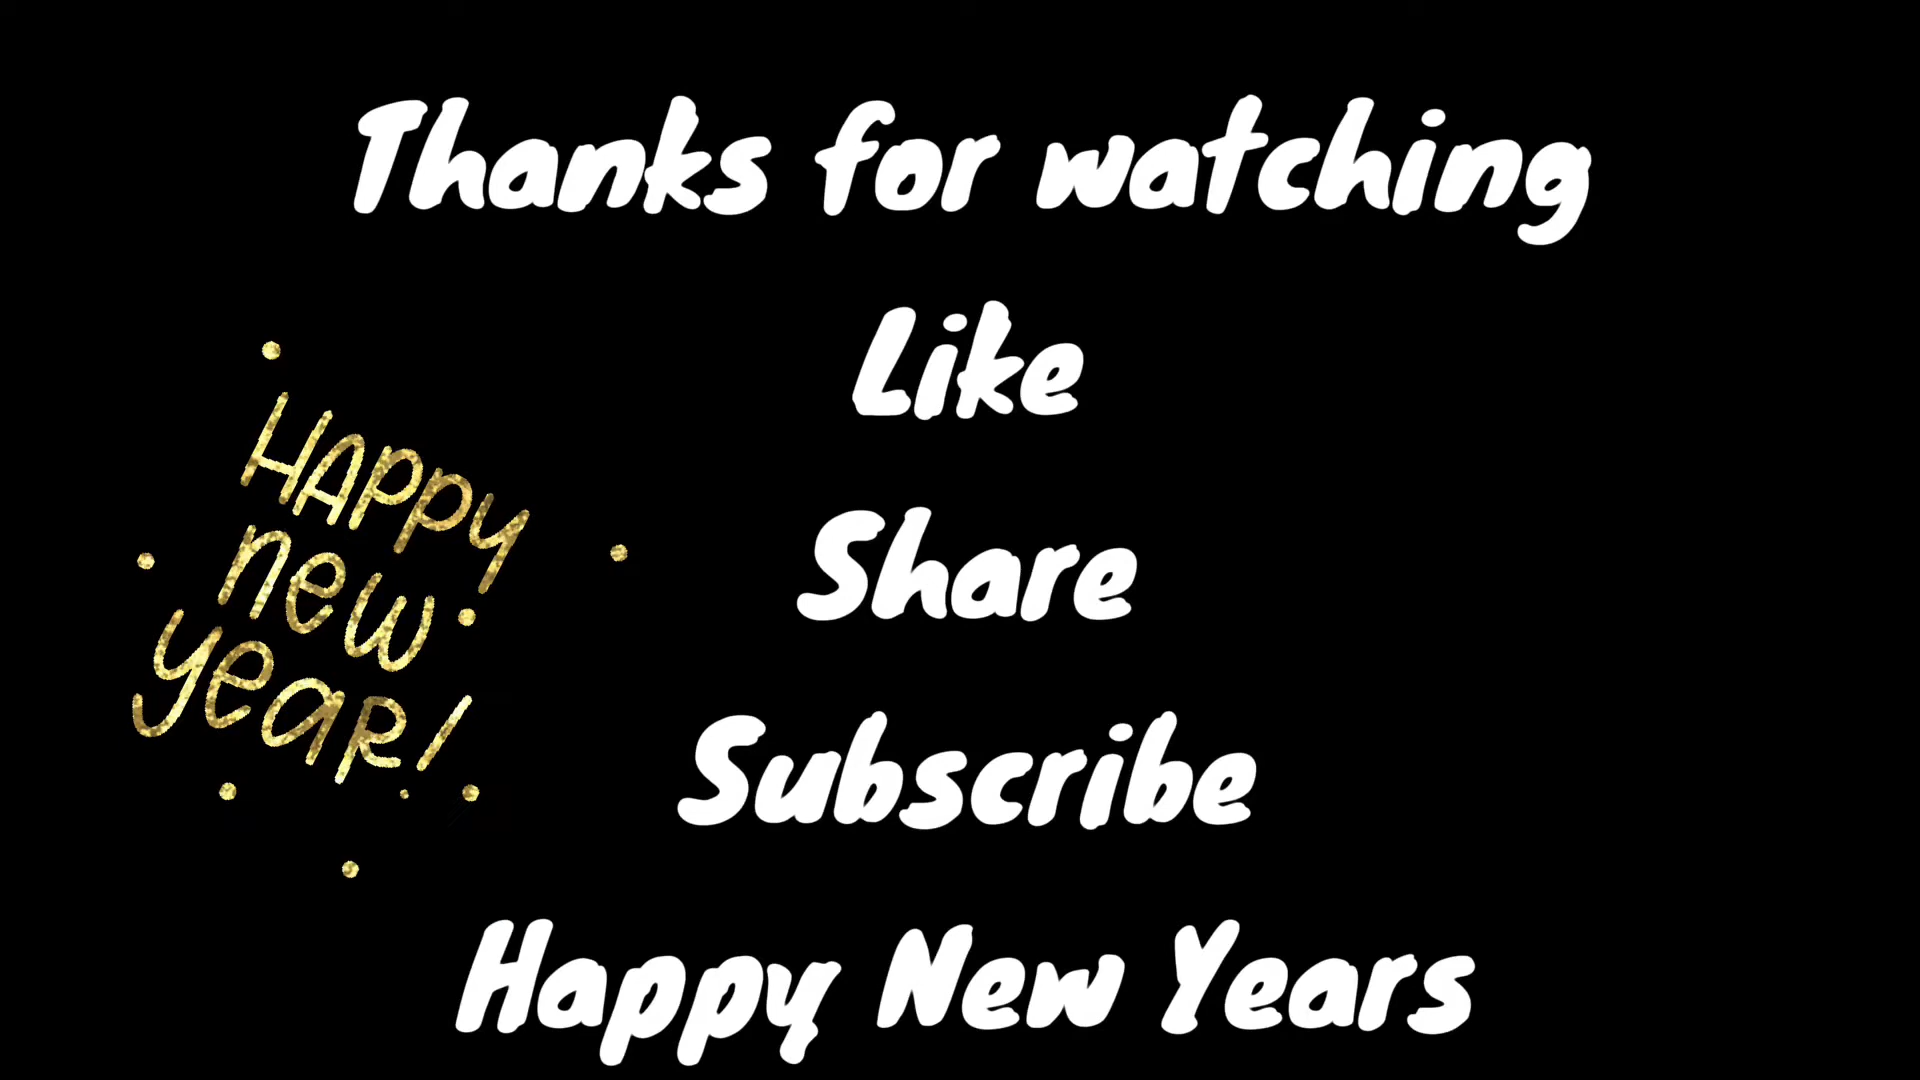 Thanks for watching
Like
Share
Subscribe
Happy New Years
HAPPY
new
yeaR!